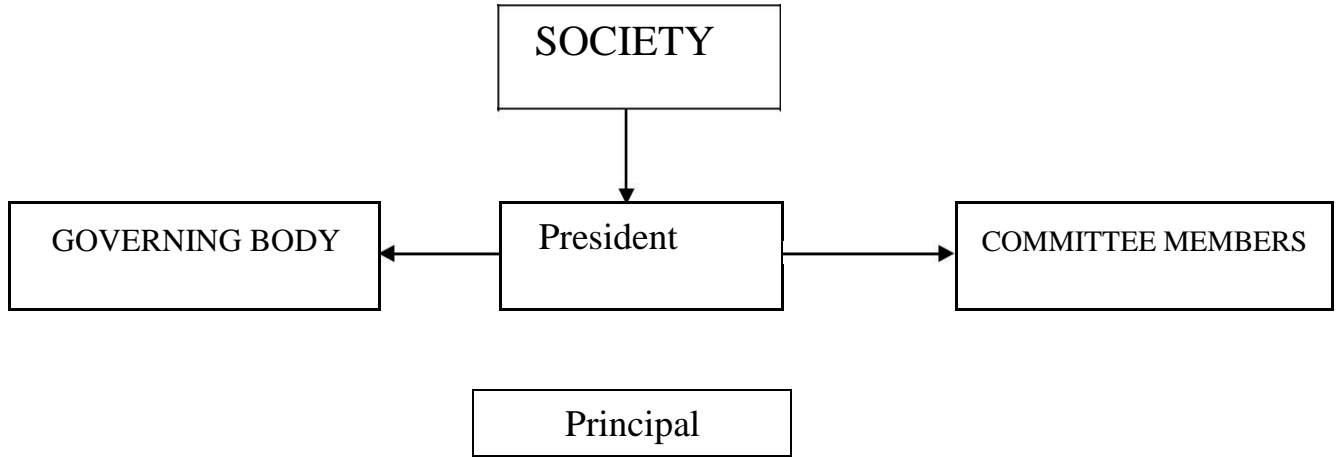 SOCIETY
GOVERNING BODY
President
COMMITTEE MEMBERS
Principal